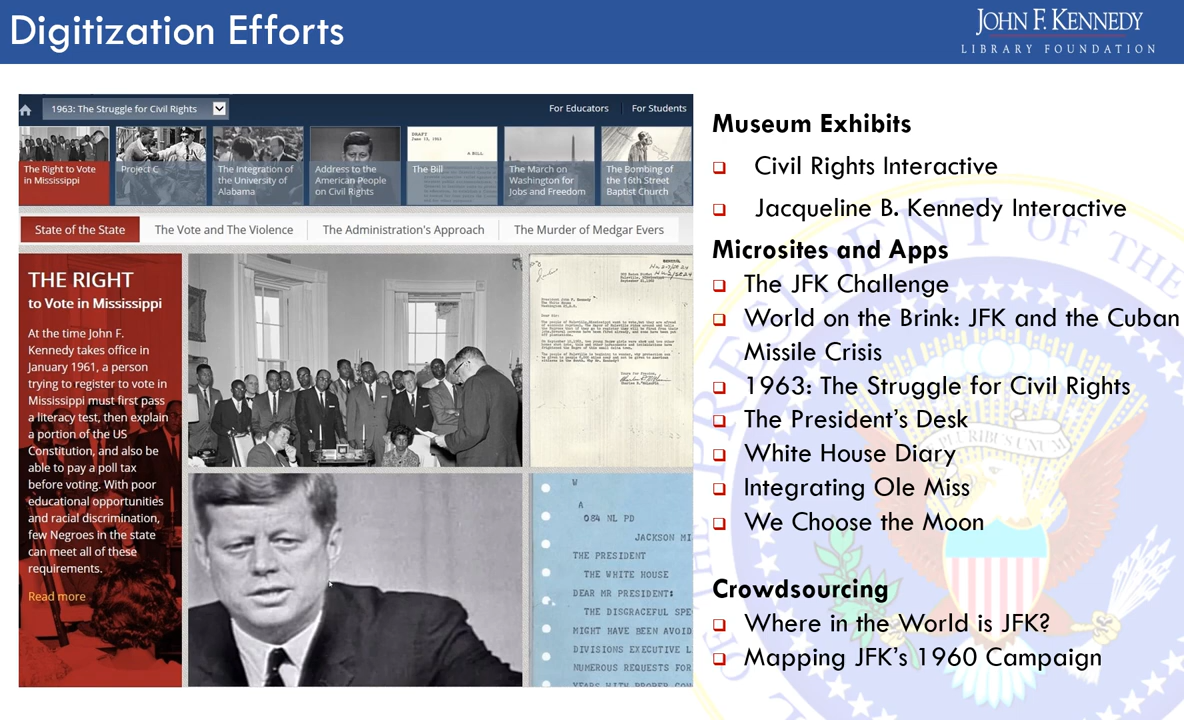 Digitization Efforts
JOHN F. KENNEDY
LIBRARY FOUNDATION
1963: The Struggle for Civil Rights
For Educators
For Students
The Right to Vote
in Mississippi
Project C
The Integration of
the University of
Alabama
Address to the
American People
on Civil Rights
DRAFT
A BILL
The Bill
The March on
Washington for
Jobs and Freedom
The Bombing of
the 16th Street
Baptist Church
State of the State
The Vote and The Violence
The Administration's Approach
The Murder of Medgar Evers
THE RIGHT
to Vote in Mississippi
At the time John F.
Kennedy takes office in
January 1961, a person
trying to register to vote in
Mississippi must first pass
a literacy test, then explain
a portion of the US
Constitution, and also be
able to pay a poll tax
before voting. With poor
educational opportunities
and racial discrimination,
few Negroes in the state
can meet all of these
requirements.
Read more
W
A
084 NL PD
JACKSON MI
THE PRESIDENT
THE WHITE HOUSE
DEAR MR PRESIDENT:
THE DISGRACEFUL SPE
MIGHT HAVE BEEN AVOID
DIVISIONS EXECUTIVE L
NUMEROUS REQUESTS FOR
YEARS WITH PROPER COM
Museum Exhibits
Civil Rights Interactive
Jacqueline B. Kennedy Interactive
Microsites and Apps
The JFK Challenge
World on the Brink: JFK and the Cuban
Missile Crisis
1963: The Struggle for Civil Rights
The President’s Desk
White House Diary
Integrating Ole Miss
We Choose the Moon
Crowdsourcing
Where in the World is JFK?
Mapping JFK’s 1960 Campaign
PRESIDENT OF THE
E PLURIBUS UNUM